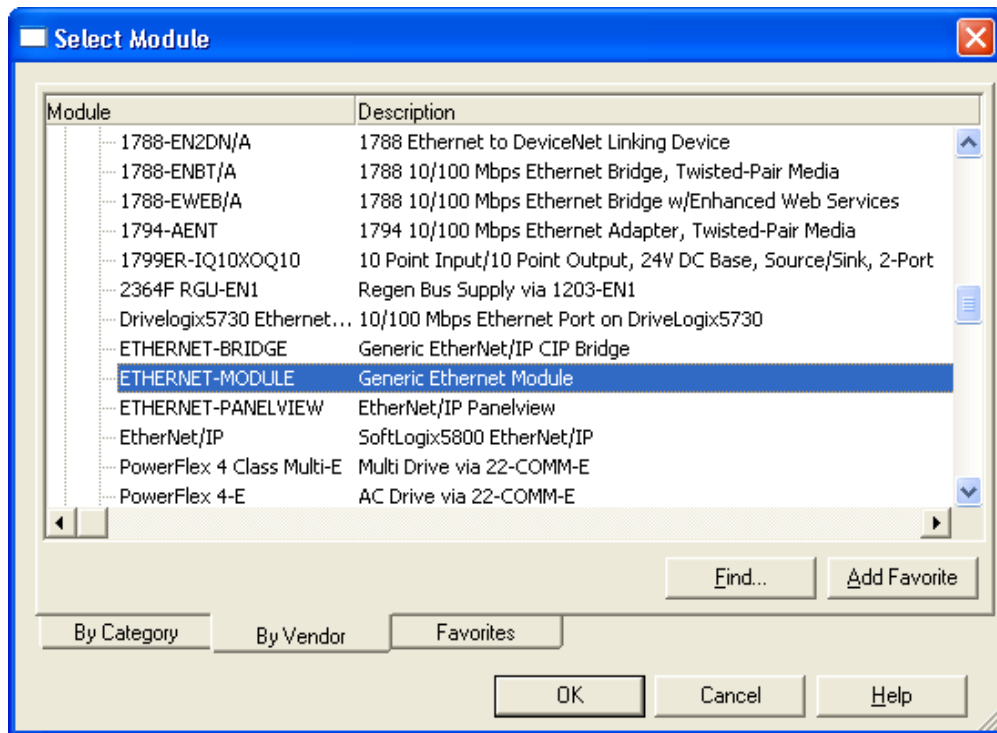 Select Module
Module Description
1788-EN2DN/A 1788 Ethernet to DeviceNet Linking Device
1788-ENBT/A 1788 10/100 Mbps Ethernet Bridge, Twisted-Pair Media
1788-EWEB/A 1788 10/100 Mbps Ethernet Bridge w/Enhanced Web Services
1794-AENT 1794 10/100 Mbps Ethernet Adapter, Twisted-Pair Media
1799ER-IQ10XOQ10 10 Point Input/10 Point Output, 24V DC Base, Source/Sink, 2-Port
2364F RGU-EN1 Regen Bus Supply via 1203-EN1
Drivelogix5730 Ethernet... 10/100 Mbps Ethernet Port on DriveLogix5730
ETHERNET-BRIDGE Generic EtherNet/IP CIP Bridge
ETHERNET-MODULE Generic Ethernet Module
ETHERNET-PANELVIEW EtherNet/IP Panelview
EtherNet/IP SoftLogix5800 EtherNet/IP
PowerFlex 4 Class Multi-E Multi Drive via 22-COMM-E
PowerFlex 4-E AC Drive via 22-COMM-E
Find... Add Favorite
By Category By Vendor Favorites
OK Cancel Help